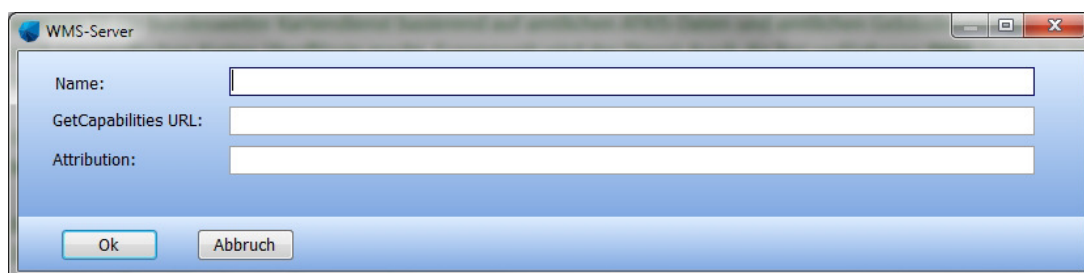 WMS-Server
Name:
GetCapabilities URL:
Attribution:
Ok
Abbruch